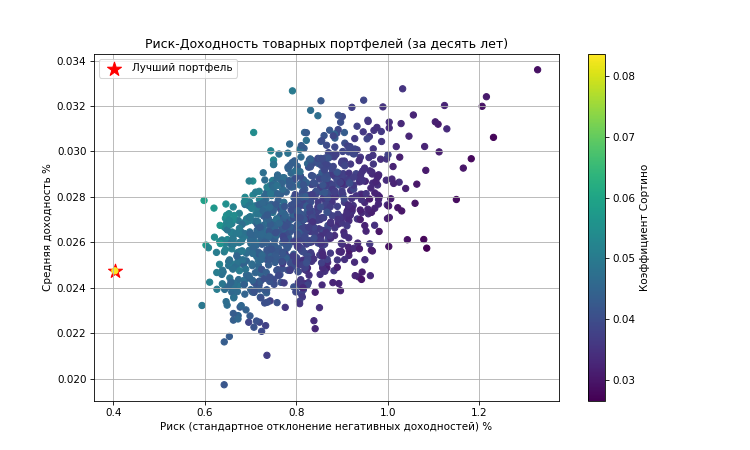 Риск-Доходность товарных портфелей (за десять лет)
Лучший портфель
Средняя доходность %
0.034
0.032
0.030
0.028
0.026
0.024
0.022
0.020
0.4 0.6 0.8 1.0 1.2
Риск (стандартное отклонение негативных доходностей) %
0.08
0.07
0.06
0.05
0.04
0.03
Коэффициент Сортино